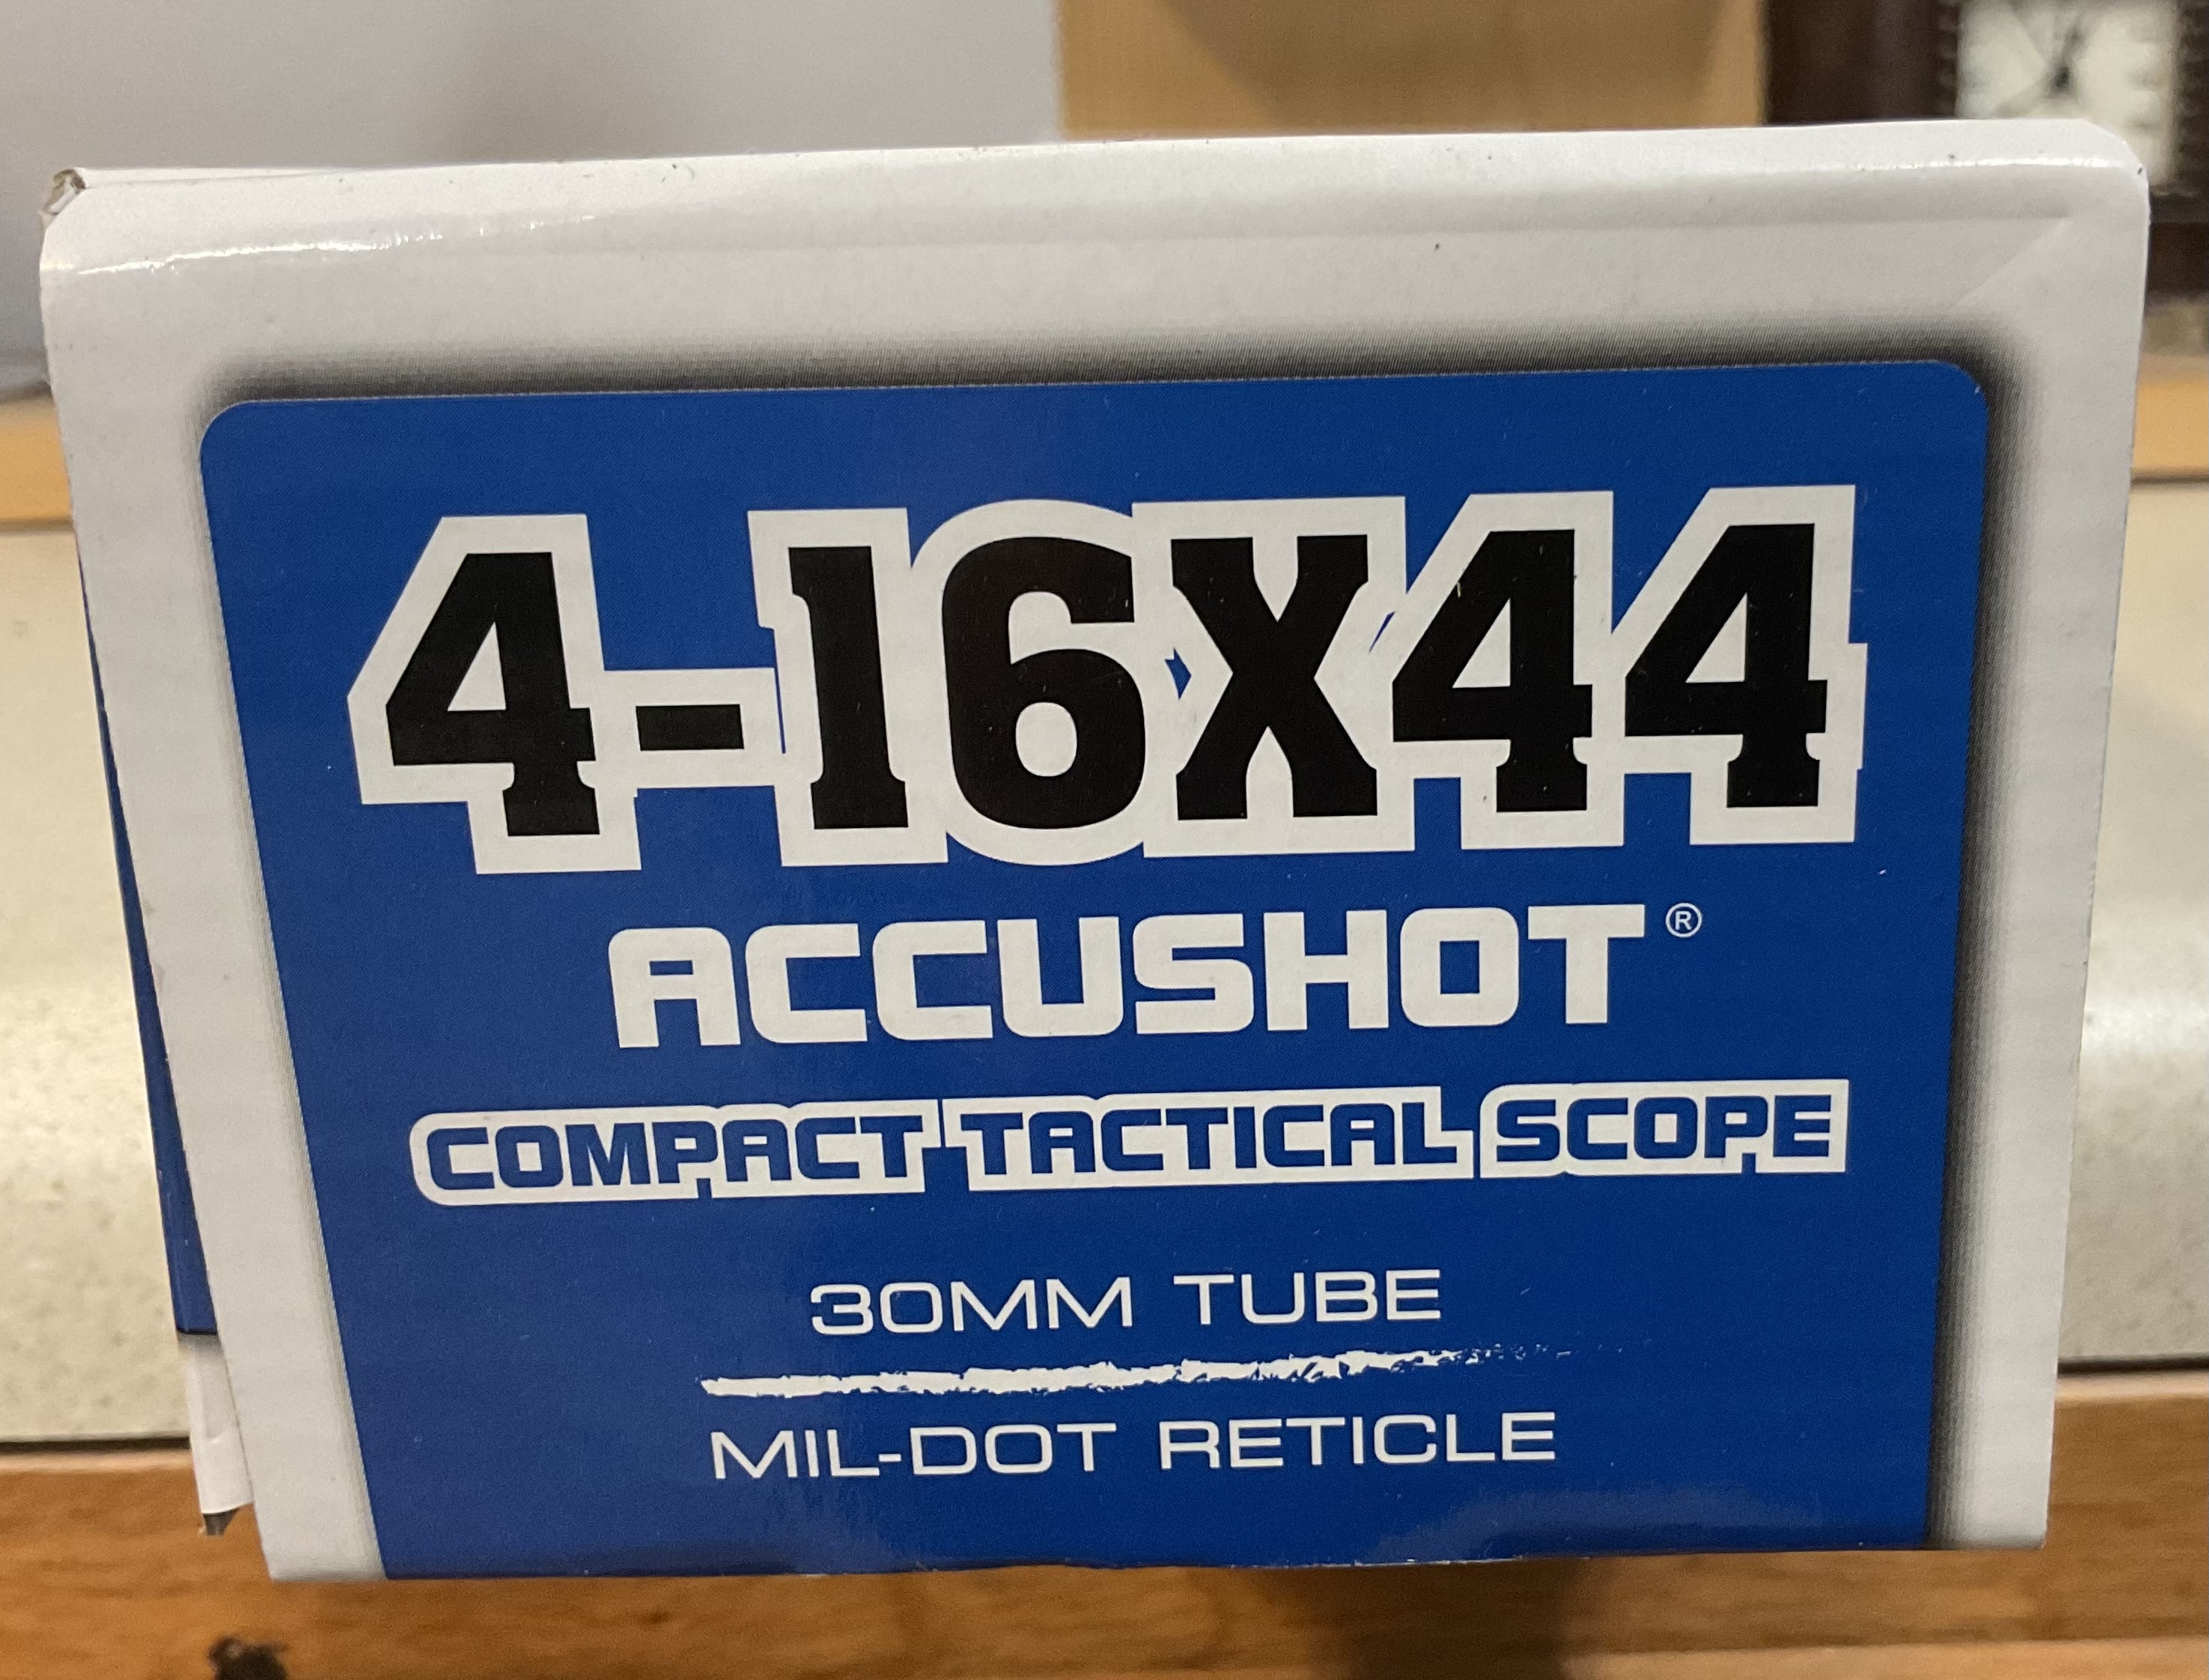 4-16X44
ACCUSHOT®
COMPACT TACTICAL SCOPE
30MM TUBE
MIL-DOT RETICLE